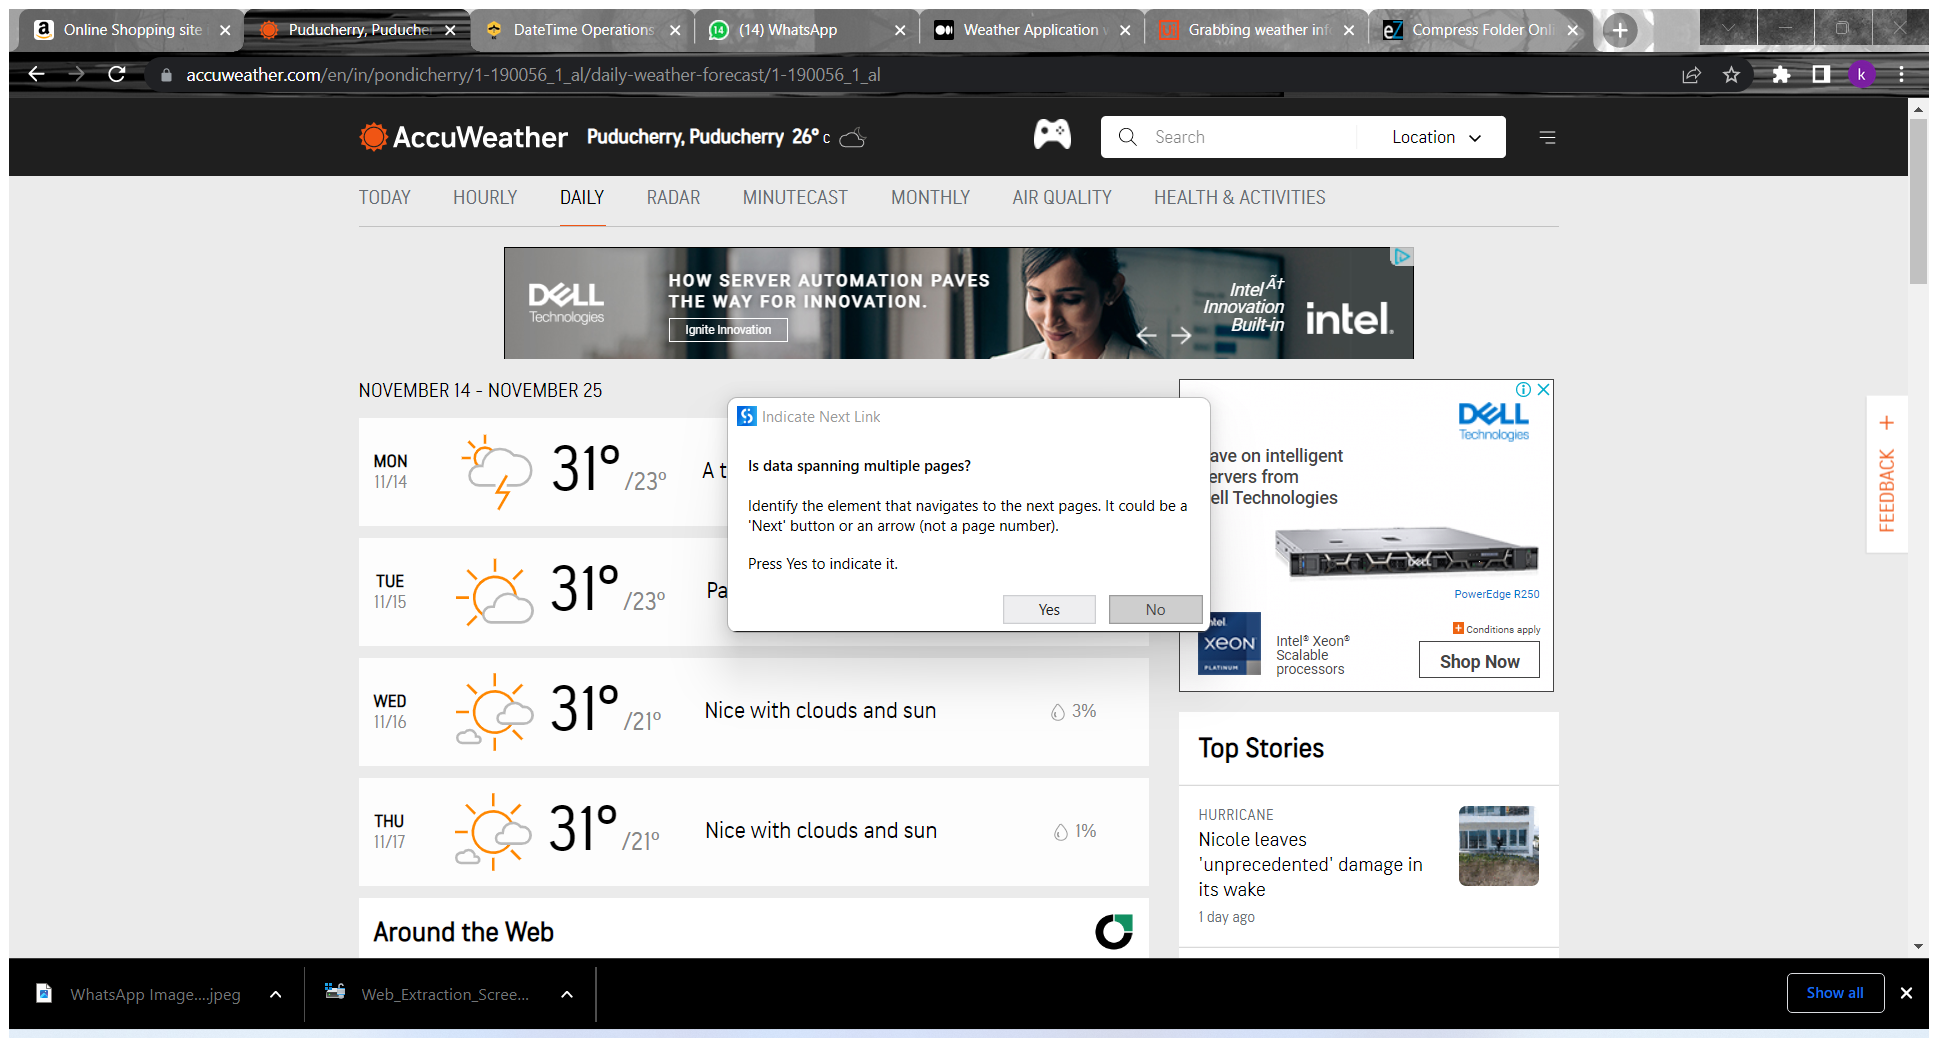 Online Shopping site
Puducherry, Puducher
DateTime Operations
(14) WhatsApp
Weather Application
Grabbing weather inf
Compress Folder Onl
accuweather.com/en/in/pondicherry/1-190056_1_al/daily-weather-forecast/1-190056_1_al
k
AccuWeather
Puducherry, Puducherry 26° c
Search
Location
TODAY HOURLY DAILY RADAR MINUTECAST MONTHLY AIR QUALITY HEALTH & ACTIVITIES
DELL
Technologies
HOW SERVER AUTOMATION PAVES
THE WAY FOR INNOVATION.
Ignite Innovation
Intel Æ
Innovation
Built-in
intel.
NOVEMBER 14 - NOVEMBER 25
MON
11/14
31° /23°
A t
TUE
11/15
31° /23°
Pa
WED
11/16
31° /21°
Nice with clouds and sun
3%
THU
11/17
31° /21°
Nice with clouds and sun
1%
Around the Web
Indicate Next Link
Is data spanning multiple pages?
Identify the element that navigates to the next pages. It could be a
'Next' button or an arrow (not a page number).
Press Yes to indicate it.
Yes
No
DELL
Technologies
ave on intelligent
ervers from
ell Technologies
DELL
PowerEdge R250
Conditions apply
Shop Now
ntel.
XEON
PLATINUM
Intel® Xeon®
Scalable
processors
FEEDBACK +
Top Stories
HURRICANE
Nicole leaves
'unprecedented' damage in
its wake
1 day ago
WhatsApp Image....jpeg
Web_Extraction_Scree...
Show all